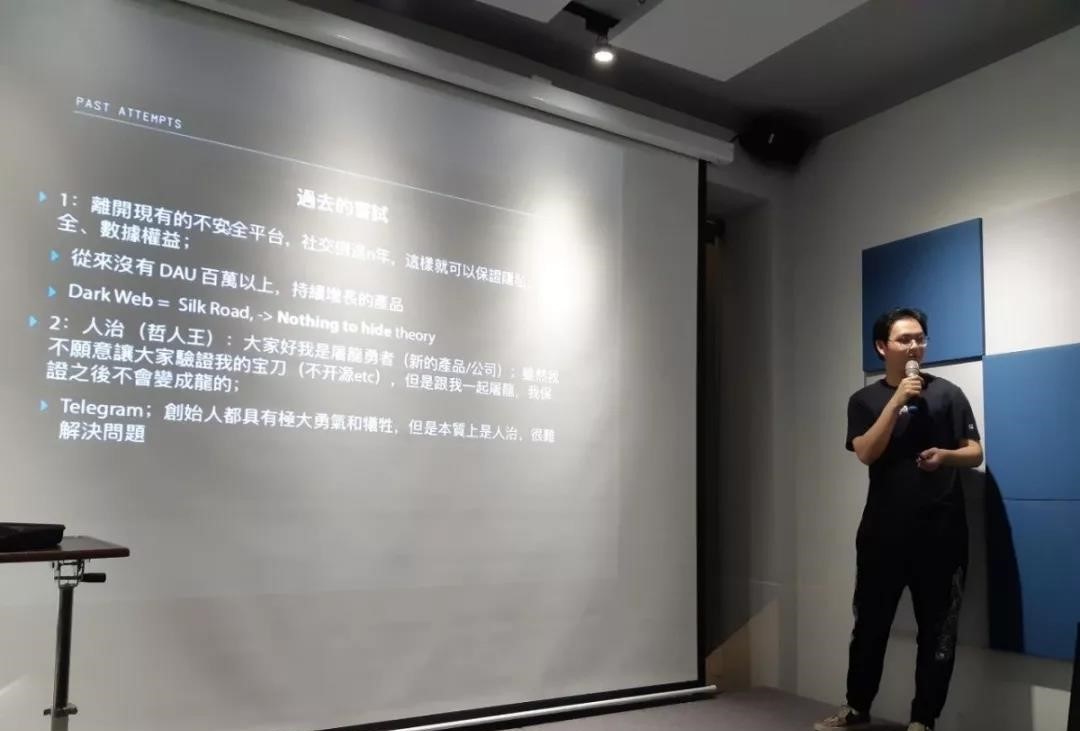 PAST ATTEMPTS
過去的嘗試
1：離開現有的不安全平台，社交倒退n年，這樣就可以保證隱私
全、數據權益；
從來沒有 DAU 百萬以上，持續增長的產品
Dark Web = Silk Road, -> Nothing to hide theory
2：人治（哲人王）：大家好我是屠龍勇者（新的產品/公司）；雖然我
不願意讓大家驗證我的宝刀（不开源etc），但是跟我一起屠龍，我保
證之後不會變成龍的；
Telegram；創始人都具有極大勇氣和犧牲，但是本質上是人治，很難
解決問題